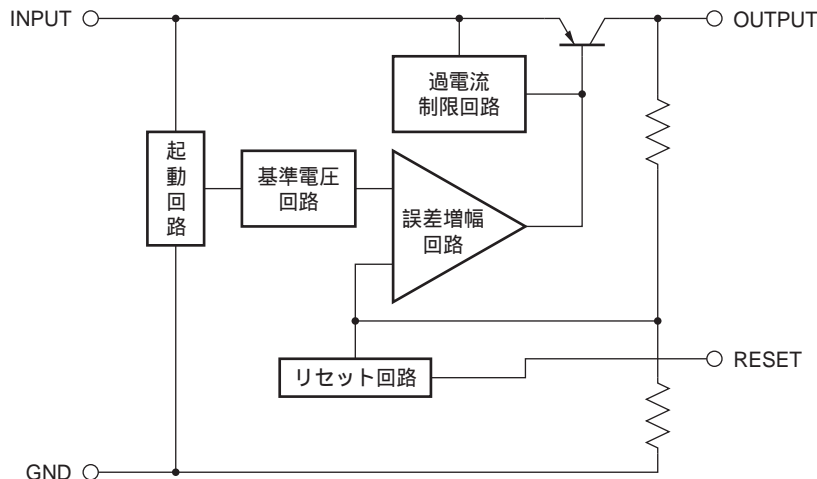 INPUT
OUTPUT
過電流
制限回路
起動回路
基準電圧
回路
誤差増幅
回路
リセット回路
RESET
GND